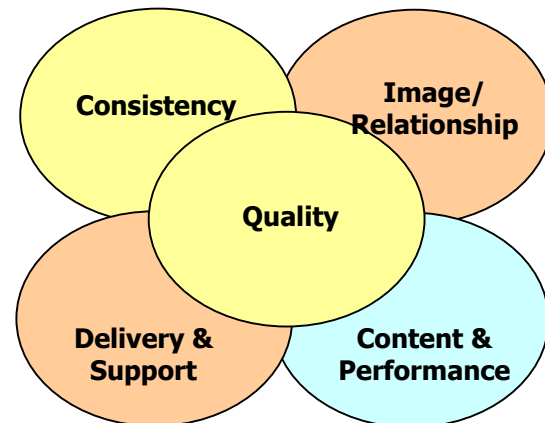 Consistency
Image/
Relationship
Quality
Delivery &
Support
Content &
Performance